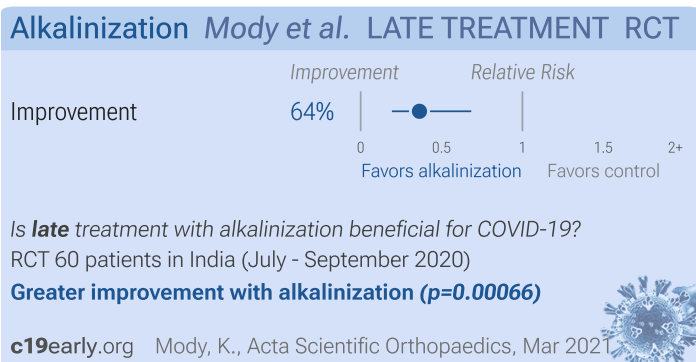 Alkalinization Mody et al. LATE TREATMENT RCT
Improvement Relative Risk
Improvement 64%
0 0.5 1 1.5 2+
Favors alkalinization Favors control
Is late treatment with alkalinization beneficial for COVID-19?
RCT 60 patients in India (July - September 2020)
Greater improvement with alkalinization (p=0.00066)
c19early.org Mody, K., Acta Scientific Orthopaedics, Mar 2021